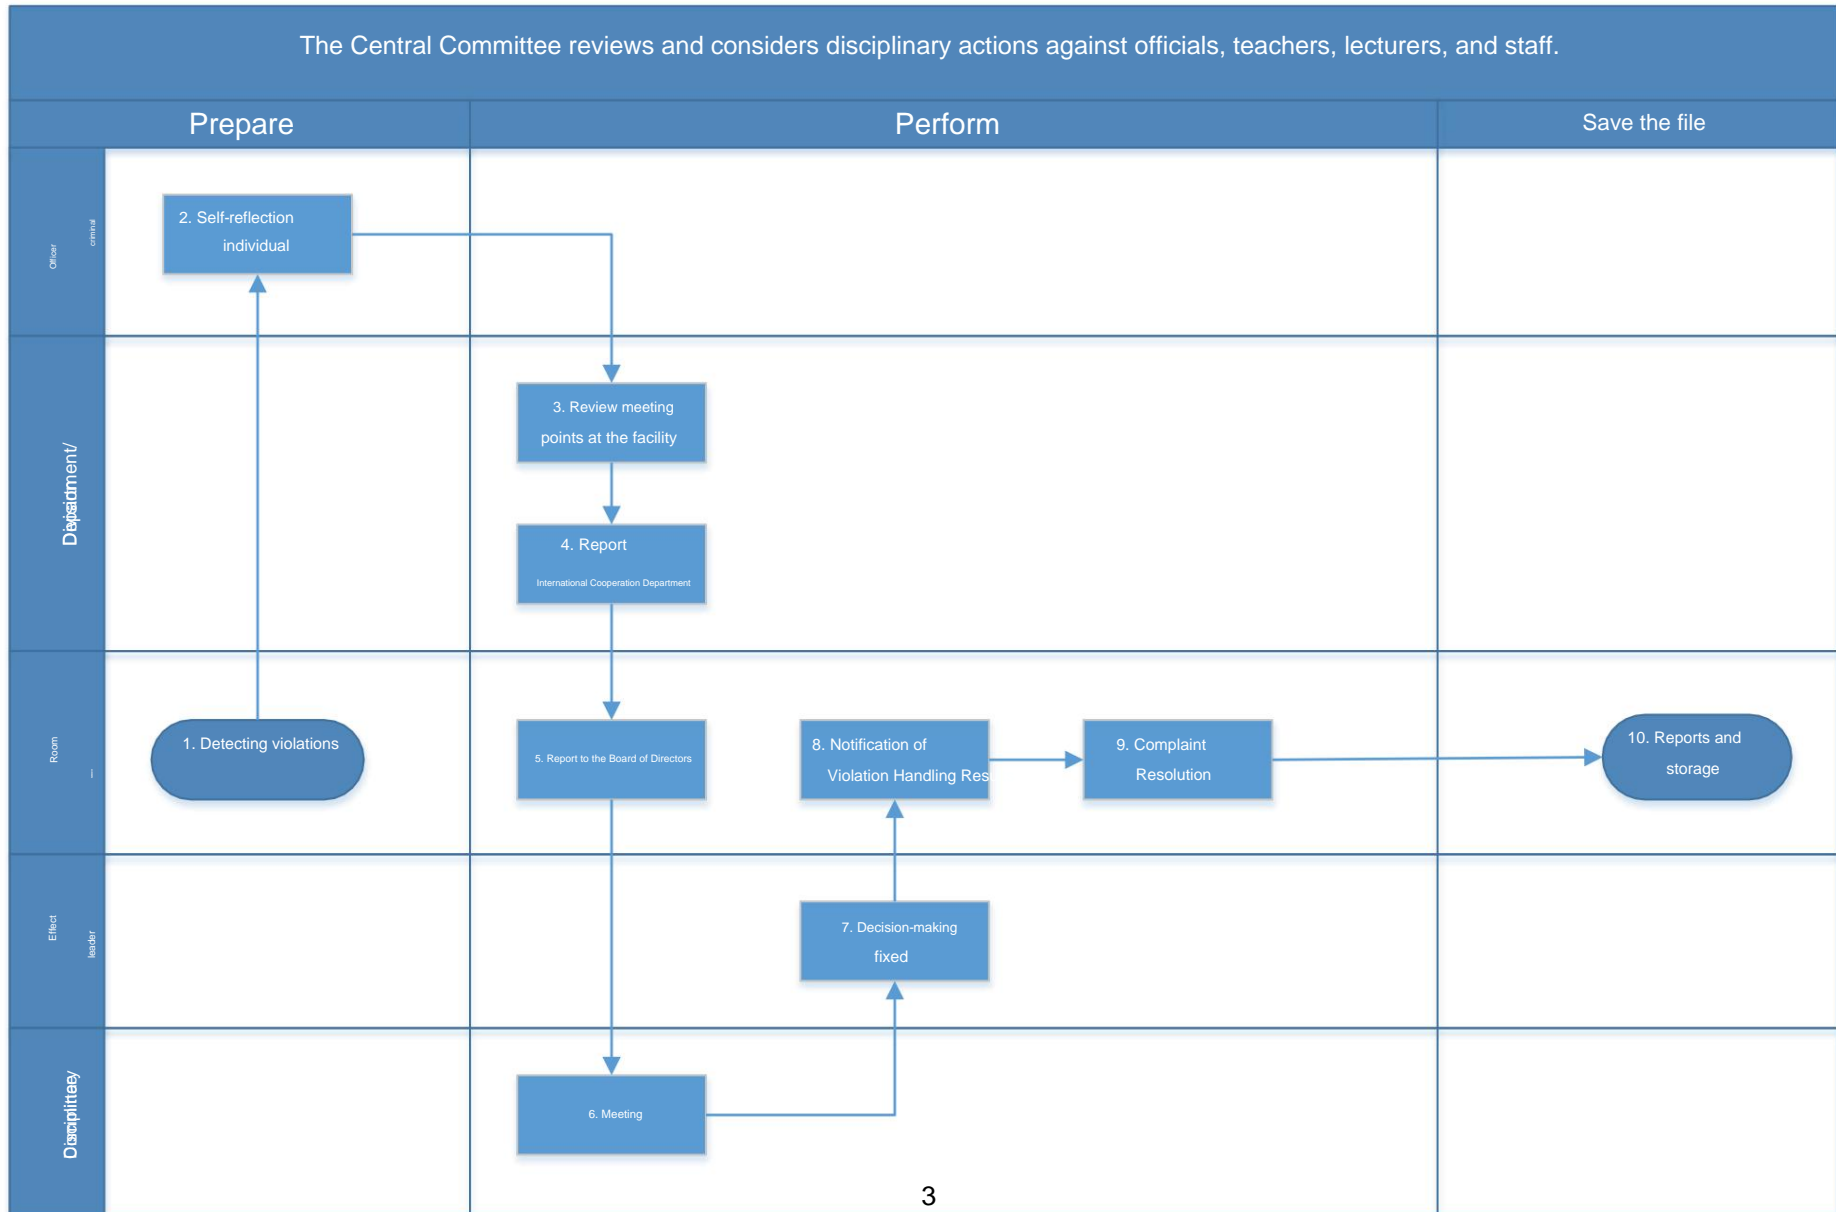 The Central Committee reviews and considers disciplinary actions against officials, teachers, lecturers, and staff.
Prepare
Perform
Save the file
Officer
criminal
2. Self-reflection
individual
3. Review meeting
points at the facility
4. Report
International Cooperation Department
Room
1. Detecting violations
5. Report to the Board of Directors
8. Notification of
Violation Handling Res
9. Complaint
Resolution
10. Reports and
storage
Effect
leader
7. Decision-making
fixed
6. Meeting
3